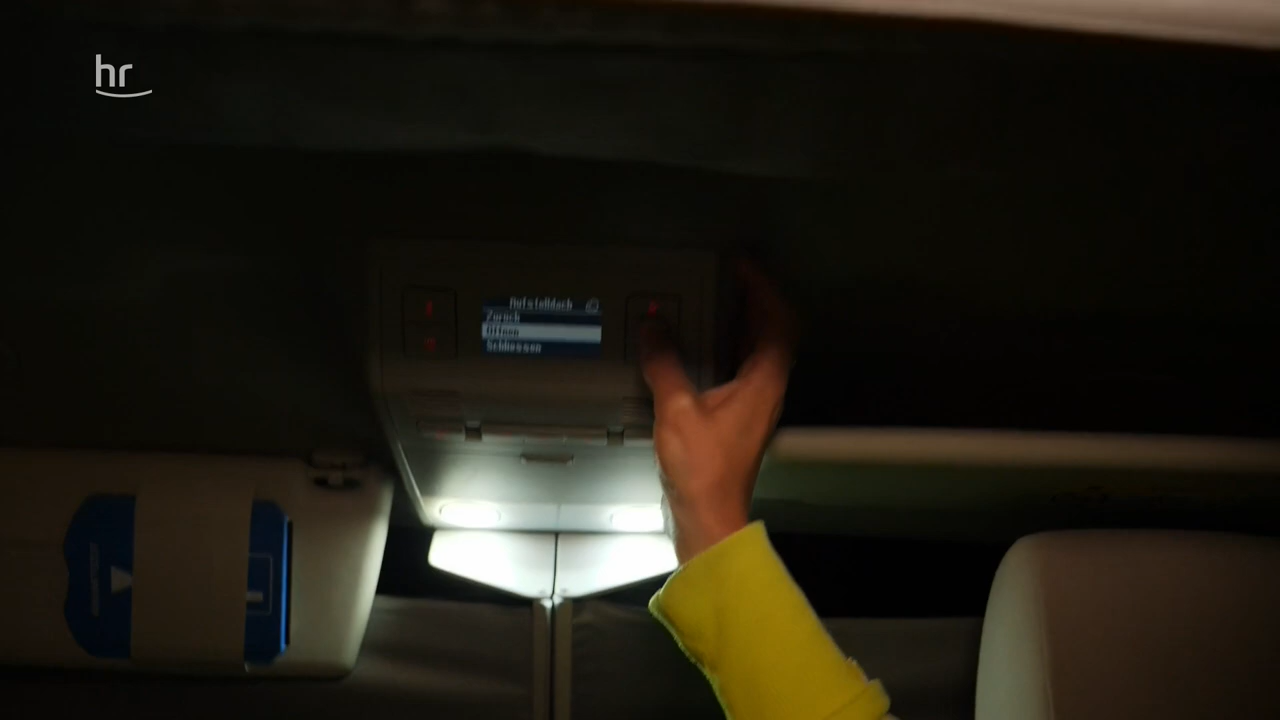 hr
Aufstelldach
Zurück
Öffnen
Schliessen